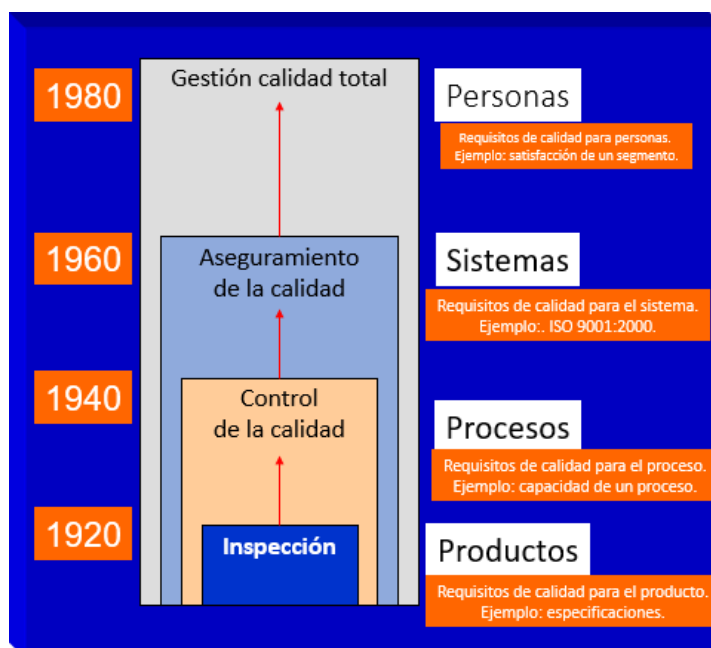 1980
Gestión calidad total
Personas
Requisitos de calidad para personas.
Ejemplo: satisfacción de un segmento.
1960
Aseguramiento
de la calidad
Sistemas
Requisitos de calidad para el sistema.
Ejemplo:. ISO 9001:2000.
1940
Control
de la calidad
Procesos
Requisitos de calidad para el proceso.
Ejemplo: capacidad de un proceso.
1920
Inspección
Productos
Requisitos de calidad para el producto.
Ejemplo: especificaciones.